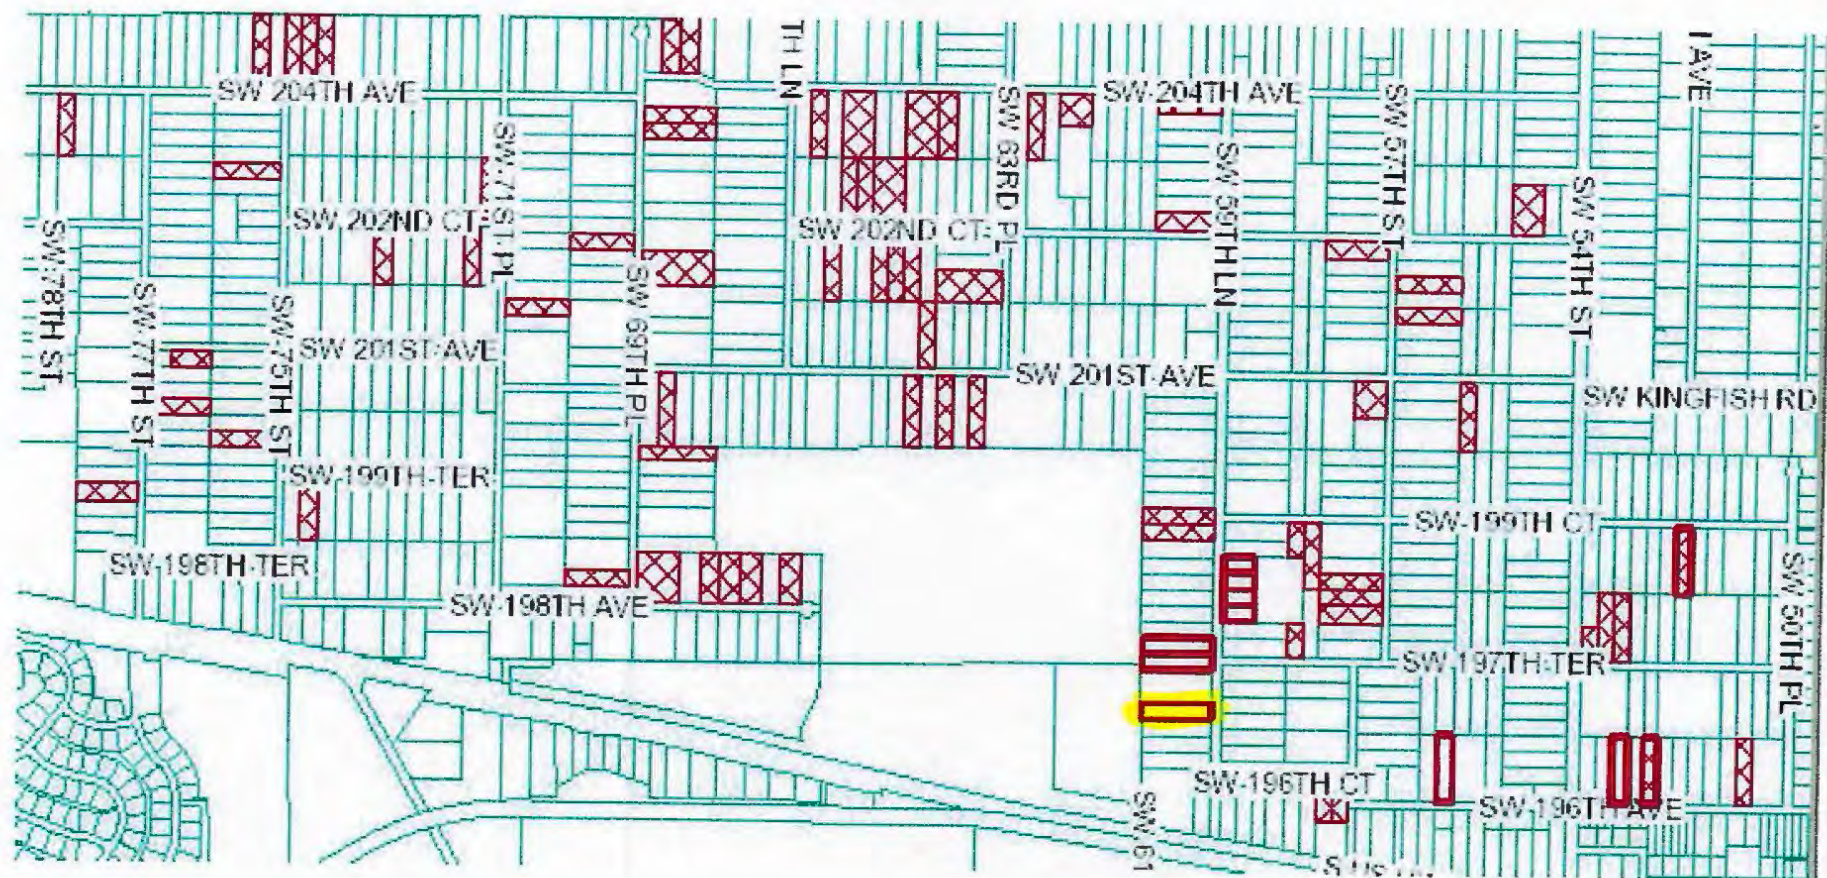 TH LN
I AVE
SW 204TH AVE
SW-204TH AVE
SW-71ST-PL
SW 63RD PL
SW 59TH LN
SW-57TH-ST
SW 54TH ST
SW-202ND CT
SW 202ND CT
SW-78TH ST
SW-77TH ST
SW-75TH ST
SW 69TH PL
SW 201ST-AVE
SW 201ST-AVE
SW KINGFISH RD
SW-199TH-TER
SW-199TH CT
SW-198TH-TER
SW-198TH AVE
SW 50TH PL
SW-197TH-TER
SW-196TH CT
SW-196TH AVE
SW 61
S US